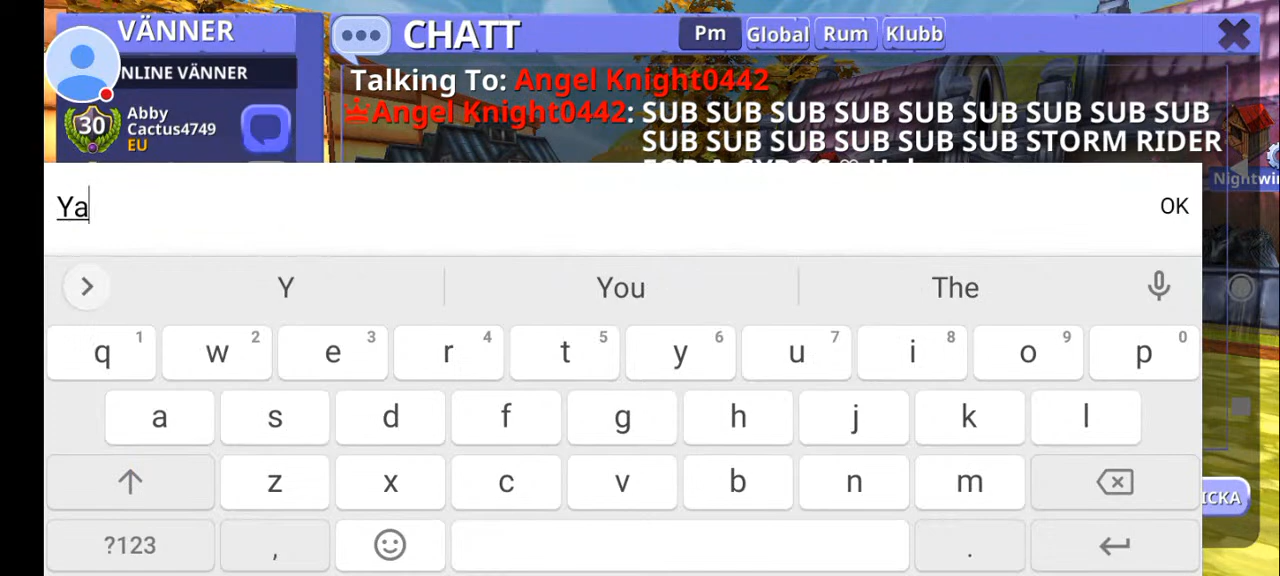 VÄNNER
NLINE VÄNNER
30
Abby
Cactus4749
EU
CHATT
Pm
Global
Rum
Klubb
Talking To: Angel Knight0442
Angel Knight0442: SUB SUB SUB SUB SUB SUB SUB SUB SUB
SUB SUB SUB SUB SUB SUB STORM RIDER
Nightwi
Ya
OK
Y
You
The
q 1 w 2 e 3 r 4 t 5 y 6 u 7 i 8 o 9 p 0
a s d f g h j k l
z x c v b n m
ICKA
?123 , .